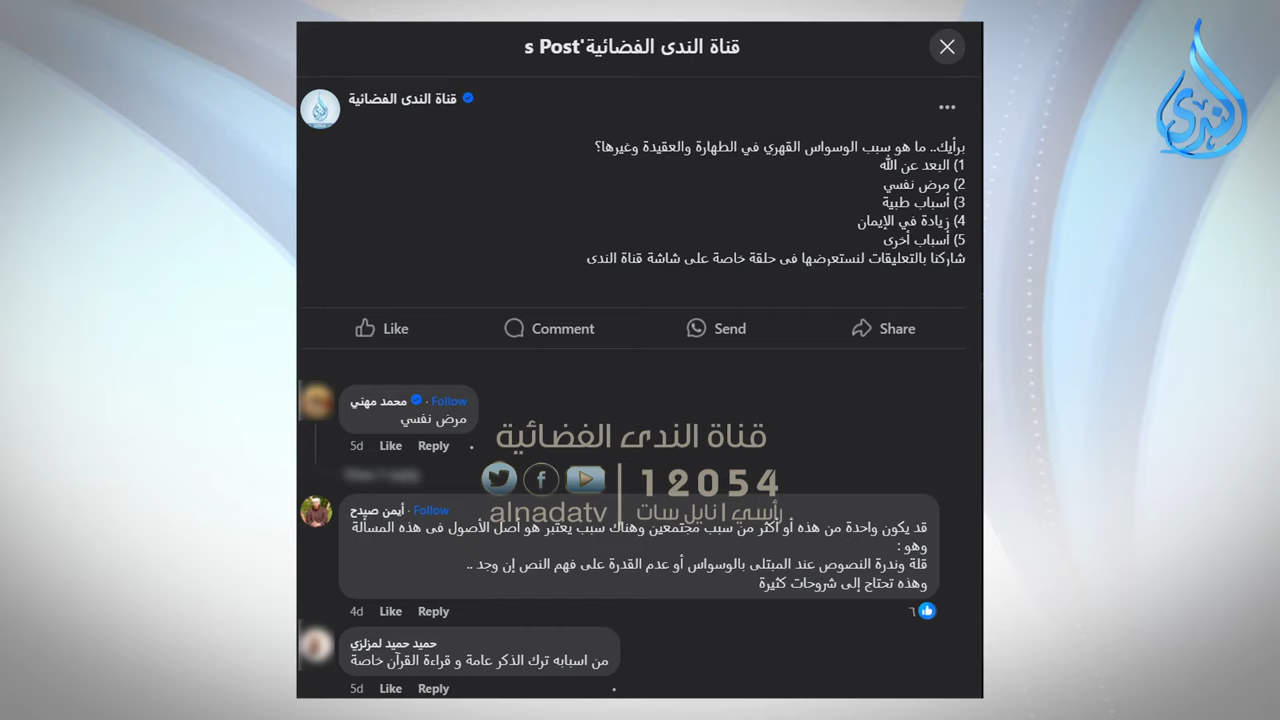 قناة الندى الفضائية's Post
الندى
قناة الندى الفضائية
برأيك.. ما هو سبب الوسواس القهري في الطهارة والعقيدة وغيرها؟
1) البعد عن الله
2) مرض نفسي
3) أسباب طبية
4) زيادة في الإيمان
5) أسباب أخرى
شاركنا بالتعليقات لنستعرضها في حلقة خاصة على شاشة قناة الندى
Like Comment Send Share
محمد مهني · Follow
مرض نفسي
5d Like Reply
قناة الندى الفضائية
12054
alnadatv رأسي | نايل سات
أيمن صيدح · Follow
قد يكون واحدة من هذه أو أكثر من سبب مجتمعين وهناك سبب يعتبر هو أصل الأصول فى هذه المسألة
وهو :
قلة وندرة النصوص عند المبتلى بالوسواس أو عدم القدرة على فهم النص إن وجد ..
وهذه تحتاج إلى شروحات كثيرة
4d Like Reply ٦
حميد حميد لمزلزي
من اسبابه ترك الذكر عامة و قراءة القرآن خاصة
5d Like Reply